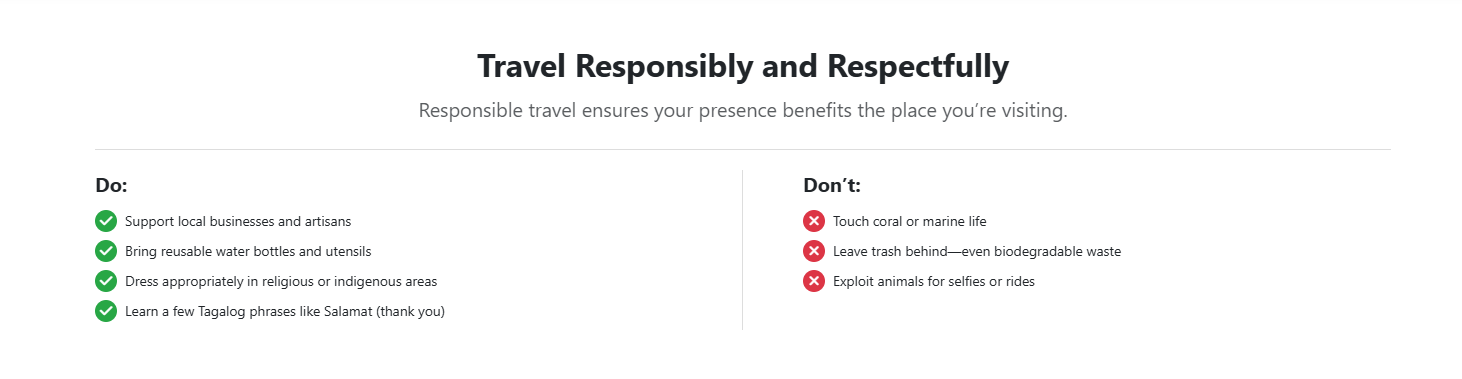 Travel Responsibly and Respectfully
Responsible travel ensures your presence benefits the place you’re visiting.
Do:
Support local businesses and artisans
Bring reusable water bottles and utensils
Dress appropriately in religious or indigenous areas
Learn a few Tagalog phrases like Salamat (thank you)
Don’t:
Touch coral or marine life
Leave trash behind—even biodegradable waste
Exploit animals for selfies or rides